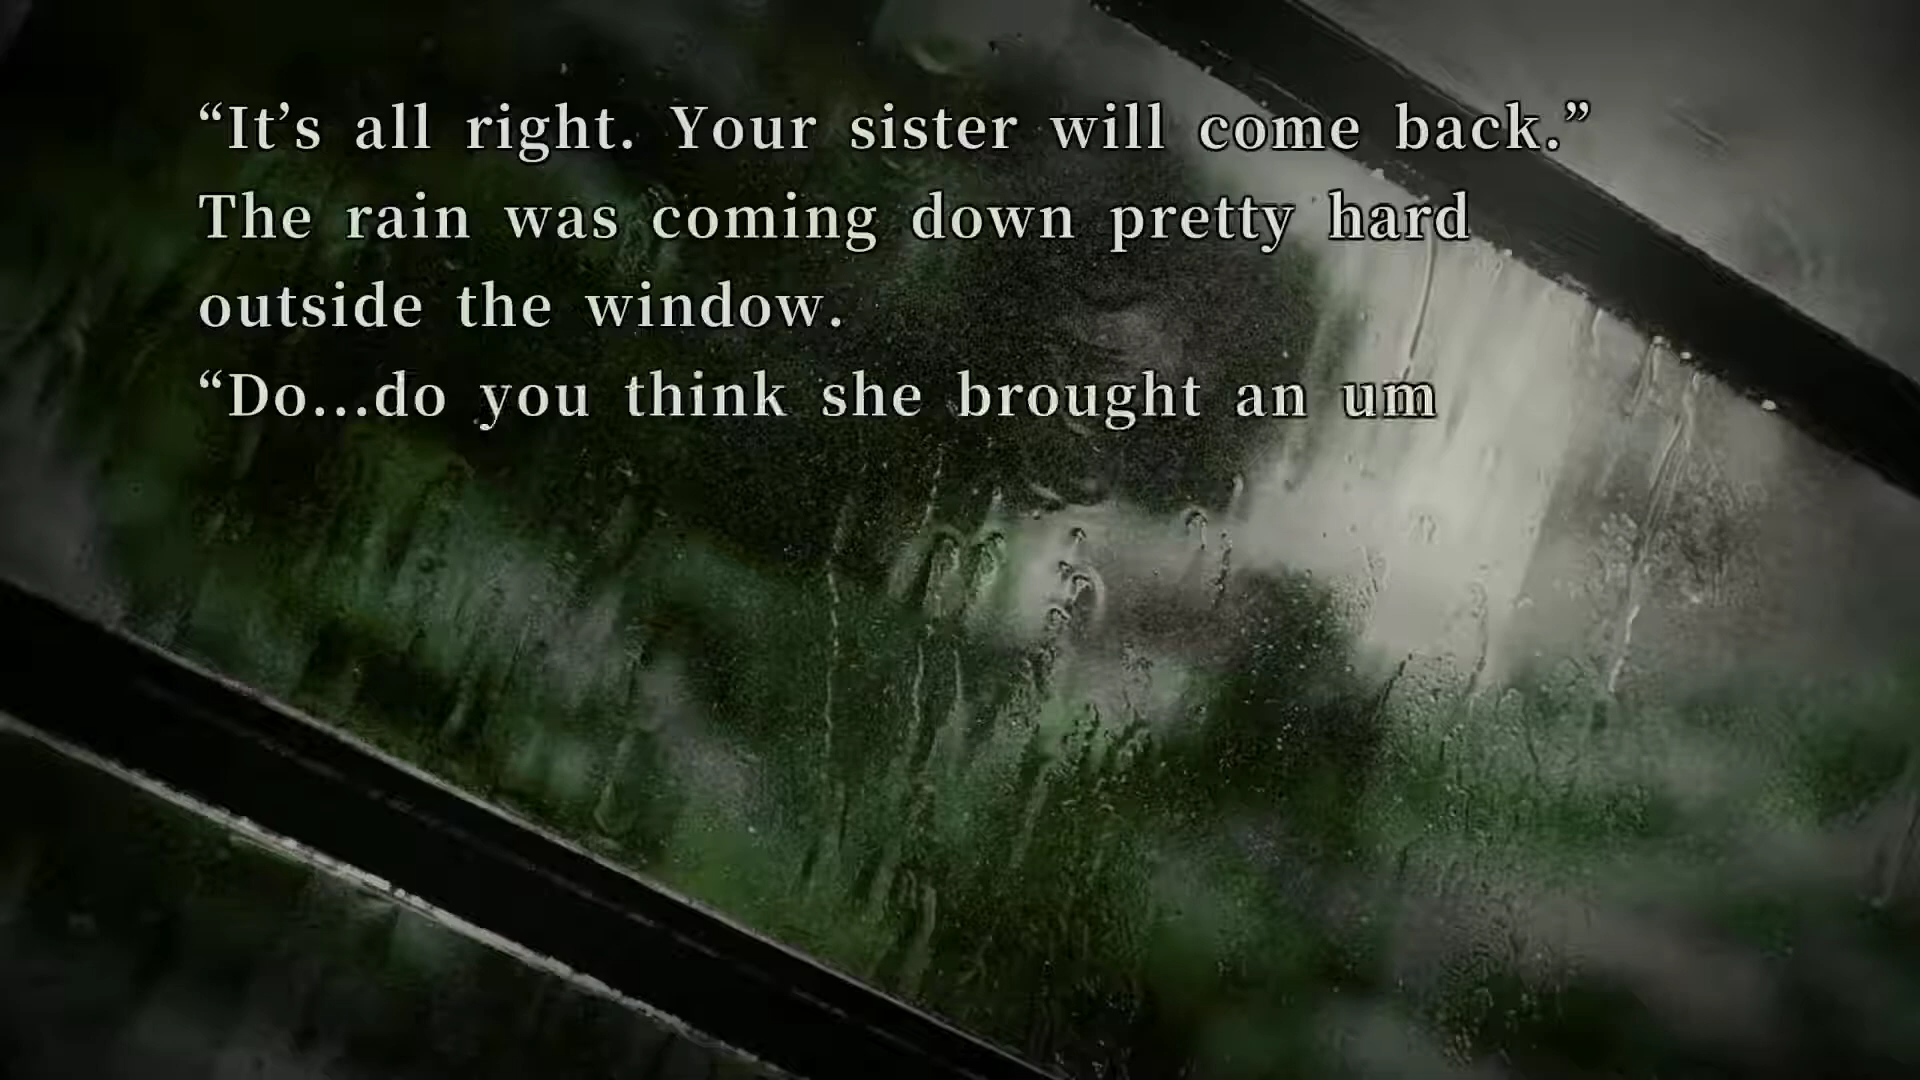 “It’s all right. Your sister will come back.”
The rain was coming down pretty hard
outside the window.
“Do...do you think she brought an um